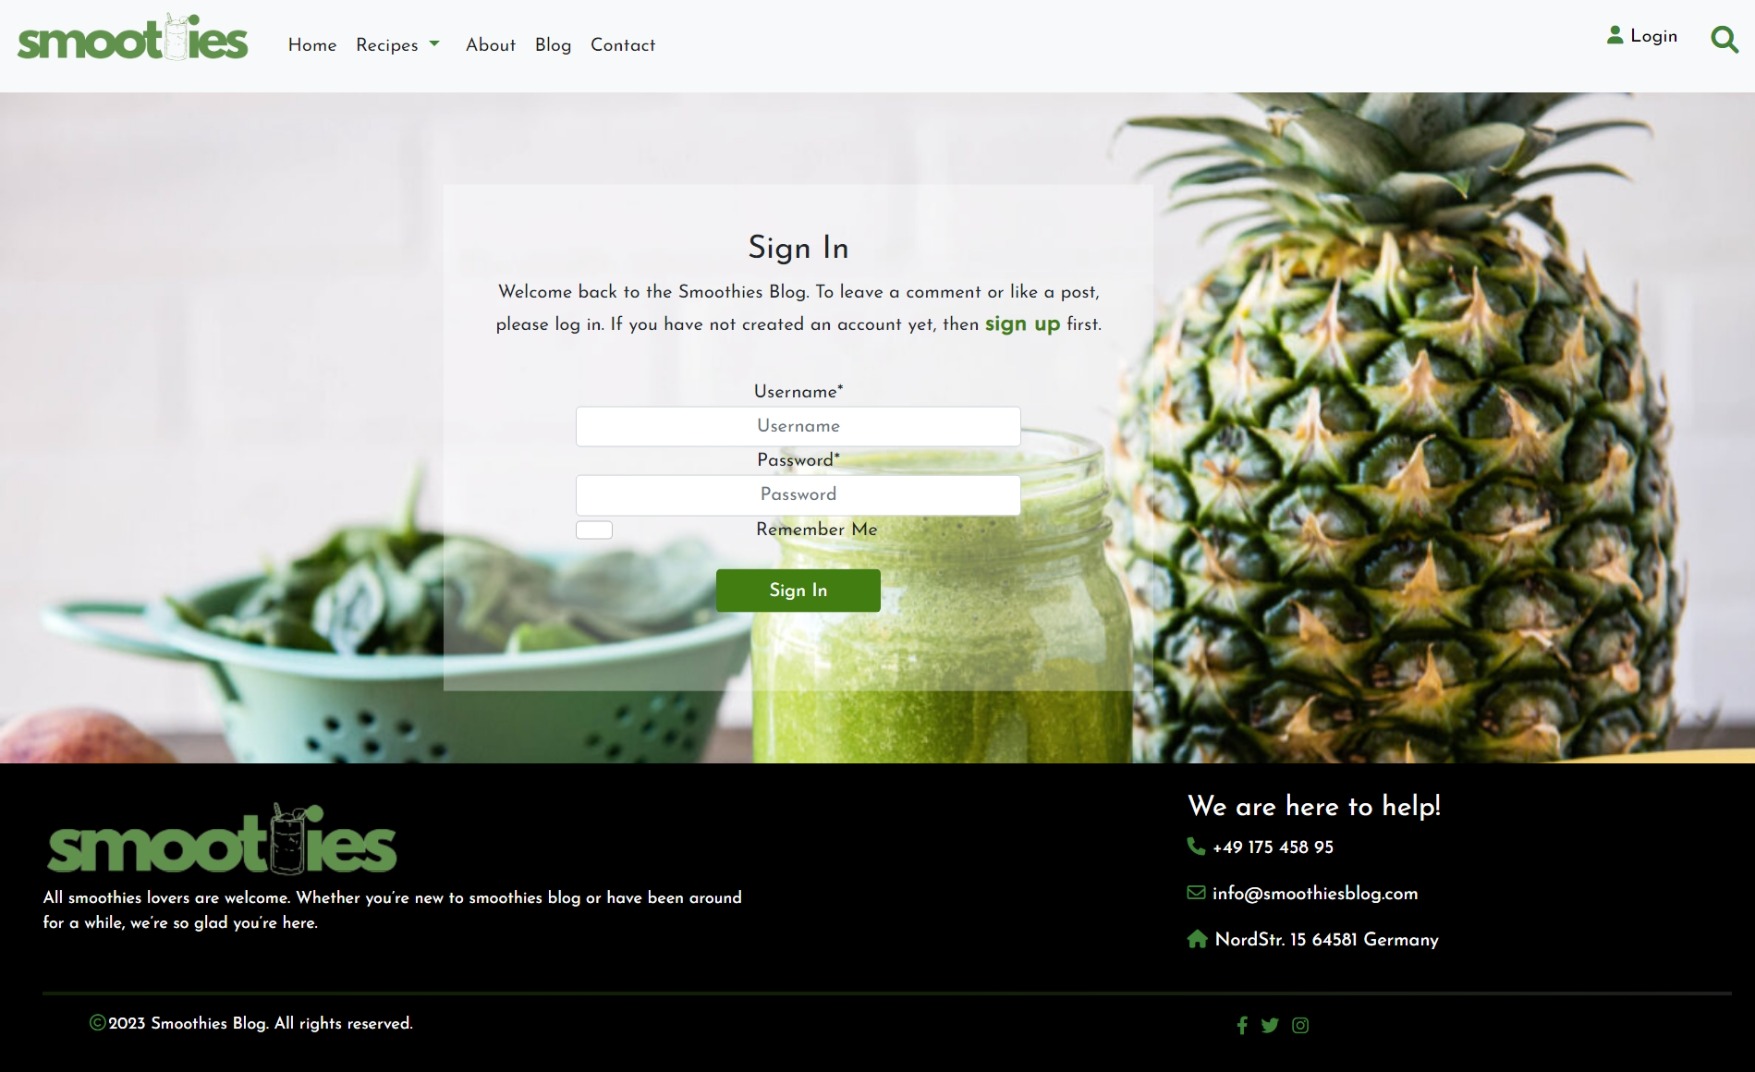 smoothies
Home Recipes About Blog Contact
Login
Sign In
Welcome back to the Smoothies Blog. To leave a comment or like a post,
please log in. If you have not created an account yet, then sign up first.
Username*
Username
Password*
Password
Remember Me
Sign In
smoothies
All smoothies lovers are welcome. Whether you're new to smoothies blog or have been around
for a while, we're so glad you're here.
We are here to help!
+49 175 458 95
info@smoothiesblog.com
NordStr. 15 64581 Germany
©2023 Smoothies Blog. All rights reserved.